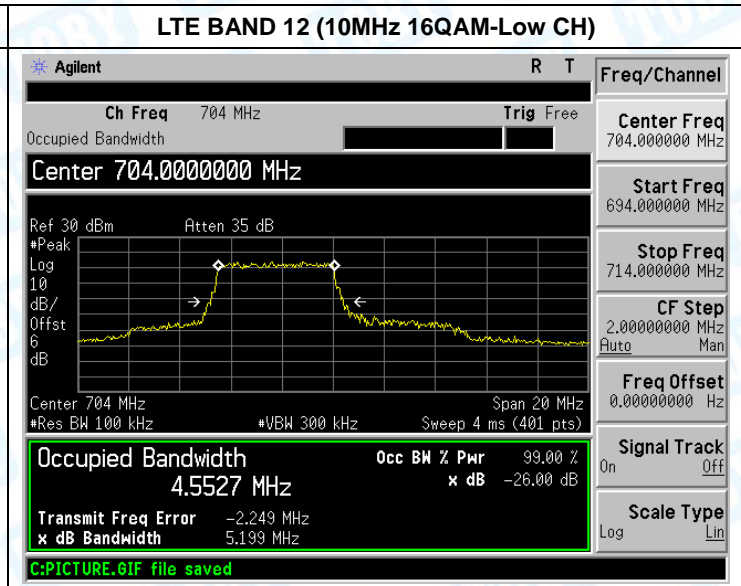 LTE BAND 12 (10MHz 16QAM-Low CH)
Agilent R T
Ch Freq 704 MHz Trig Free
Occupied Bandwidth
Center 704.0000000 MHz
Ref 30 dBm Atten 35 dB
#Peak
Log
10
dB/
Offst
6
dB
Center 704 MHz Span 20 MHz
#Res BW 100 kHz #VBW 300 kHz Sweep 4 ms (401 pts)
Occupied Bandwidth Occ BW % Pwr 99.00 %
4.5527 MHz x dB -26.00 dB
Transmit Freq Error -2.249 MHz
x dB Bandwidth 5.199 MHz
C:PICTURE.GIF file saved
Freq/Channel
Center Freq
704.000000 MHz
Start Freq
694.000000 MHz
Stop Freq
714.000000 MHz
CF Step
2.00000000 MHz
Auto Man
Freq Offset
0.00000000 Hz
Signal Track
On Off
Scale Type
Log Lin